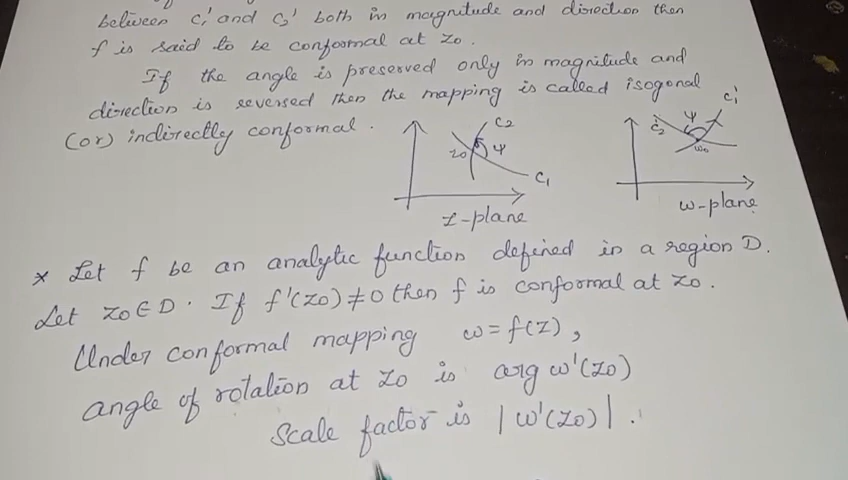 between c₁' and c₂' both in magnitude and direction then
f is said to be conformal at z₀.
If the angle is preserved only in magnitude and
direction is reversed then the mapping is called isogonal
(or) indirectly conformal.
c₂
z₀ ψ
c₁
z-plane
c₁'
c₂' ψ
w₀
w-plane
* Let f be an analytic function defined in a region D.
Let z₀∈D. If f'(z₀)≠0 then f is conformal at z₀.
Under conformal mapping w=f(z),
angle of rotation at z₀ is arg w'(z₀)
Scale factor is |w'(z₀)|.